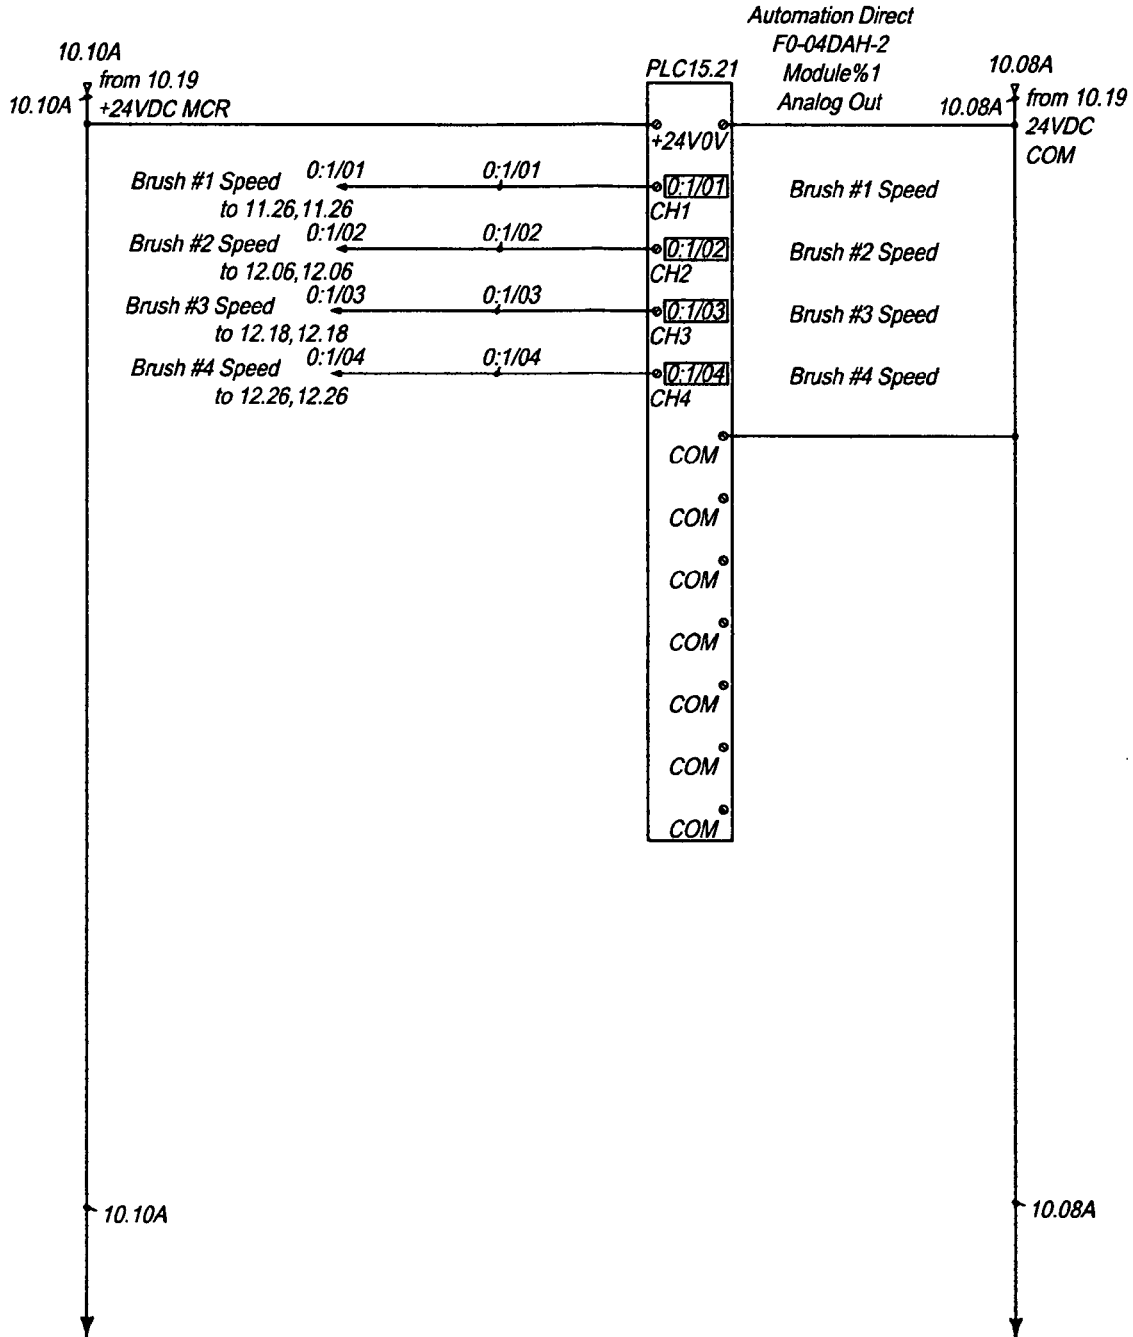 Automation Direct
F0-04DAH-2
Module%1
Analog Out
10.10A
from 10.19
10.10A
+24VDC MCR
PLC15.21
10.08A
10.08A
from 10.19
24VDC
COM
+24V0V
Brush #1 Speed 0:1/01 0:1/01 0:1/01 Brush #1 Speed
to 11.26,11.26 CH1
Brush #2 Speed 0:1/02 0:1/02 0:1/02 Brush #2 Speed
to 12.06,12.06 CH2
Brush #3 Speed 0:1/03 0:1/03 0:1/03 Brush #3 Speed
to 12.18,12.18 CH3
Brush #4 Speed 0:1/04 0:1/04 0:1/04 Brush #4 Speed
to 12.26,12.26 CH4
COM
COM
COM
COM
COM
COM
COM
10.10A 10.08A